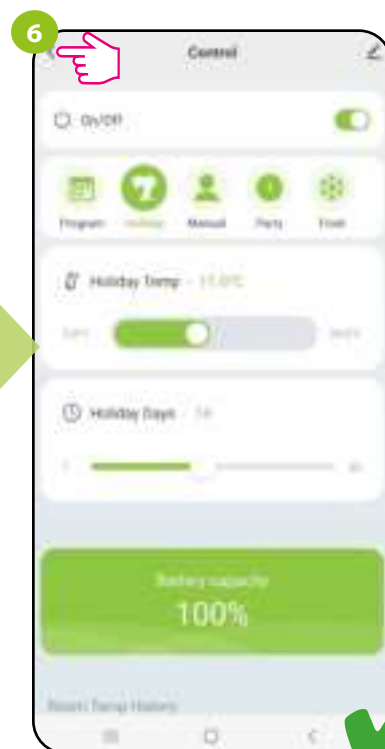 6
Control
On/Off
Program Holiday Manual Party Frost
Holiday Temp
Holiday Days
Battery capacity
100%
Room Temp History